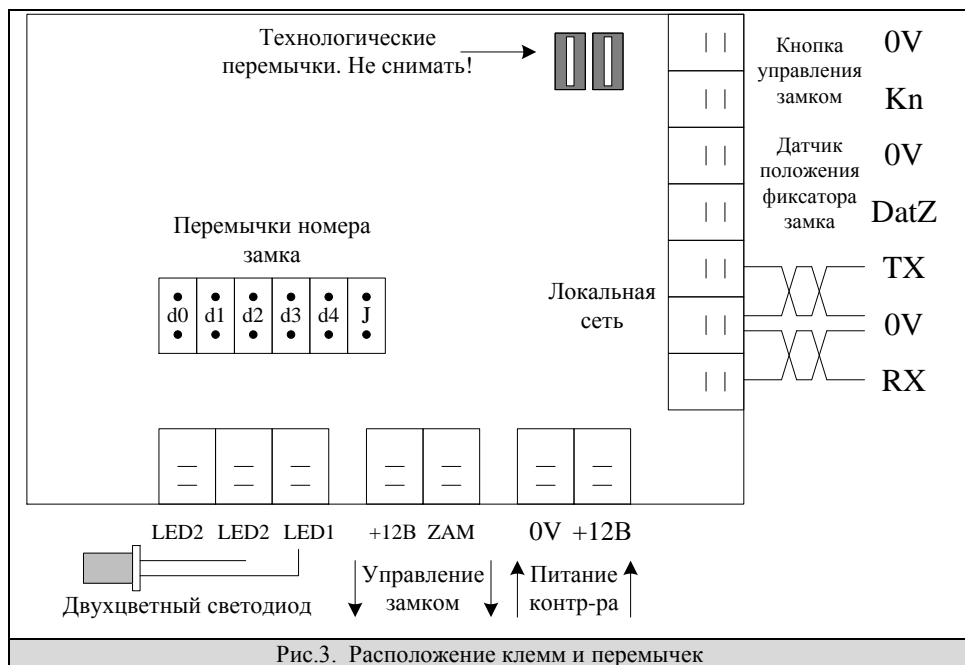 Технологические
перемычки. Не снимать!
Кнопка
управления
замком
0V
Kn
Датчик
положения
фиксатора
замка
0V
DatZ
Перемычки номера
замка
d0 d1 d2 d3 d4 J
Локальная
сеть
TX
0V
RX
LED2 LED2 LED1
+12В ZAM
0V +12В
Двухцветный светодиод
Управление
замком
Питание
контр-ра
Рис.3. Расположение клемм и перемычек